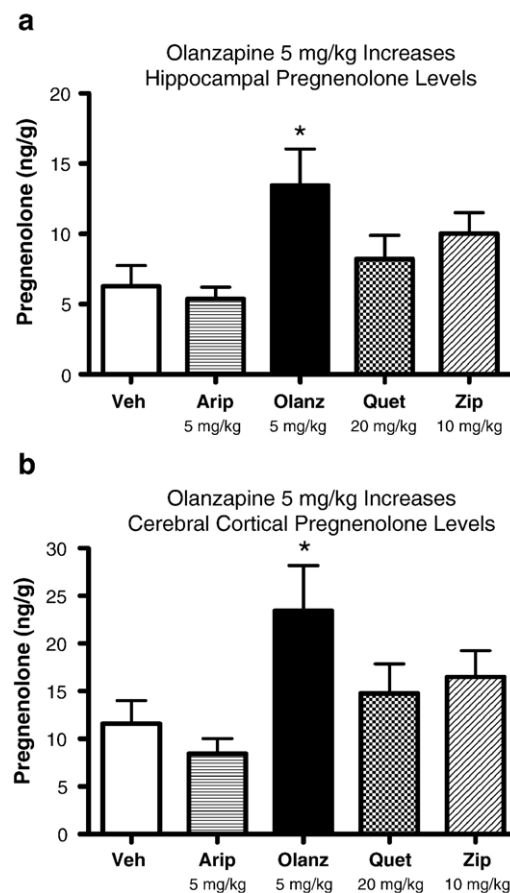 a
Olanzapine 5 mg/kg Increases
Hippocampal Pregnenolone Levels
Pregnenolone (ng/g)
20
15
10
5
0
*
Veh Arip Olanz Quet Zip
5 mg/kg 5 mg/kg 20 mg/kg 10 mg/kg
b
Olanzapine 5 mg/kg Increases
Cerebral Cortical Pregnenolone Levels
Pregnenolone (ng/g)
30
25
20
15
10
5
0
*
Veh Arip Olanz Quet Zip
5 mg/kg 5 mg/kg 20 mg/kg 10 mg/kg